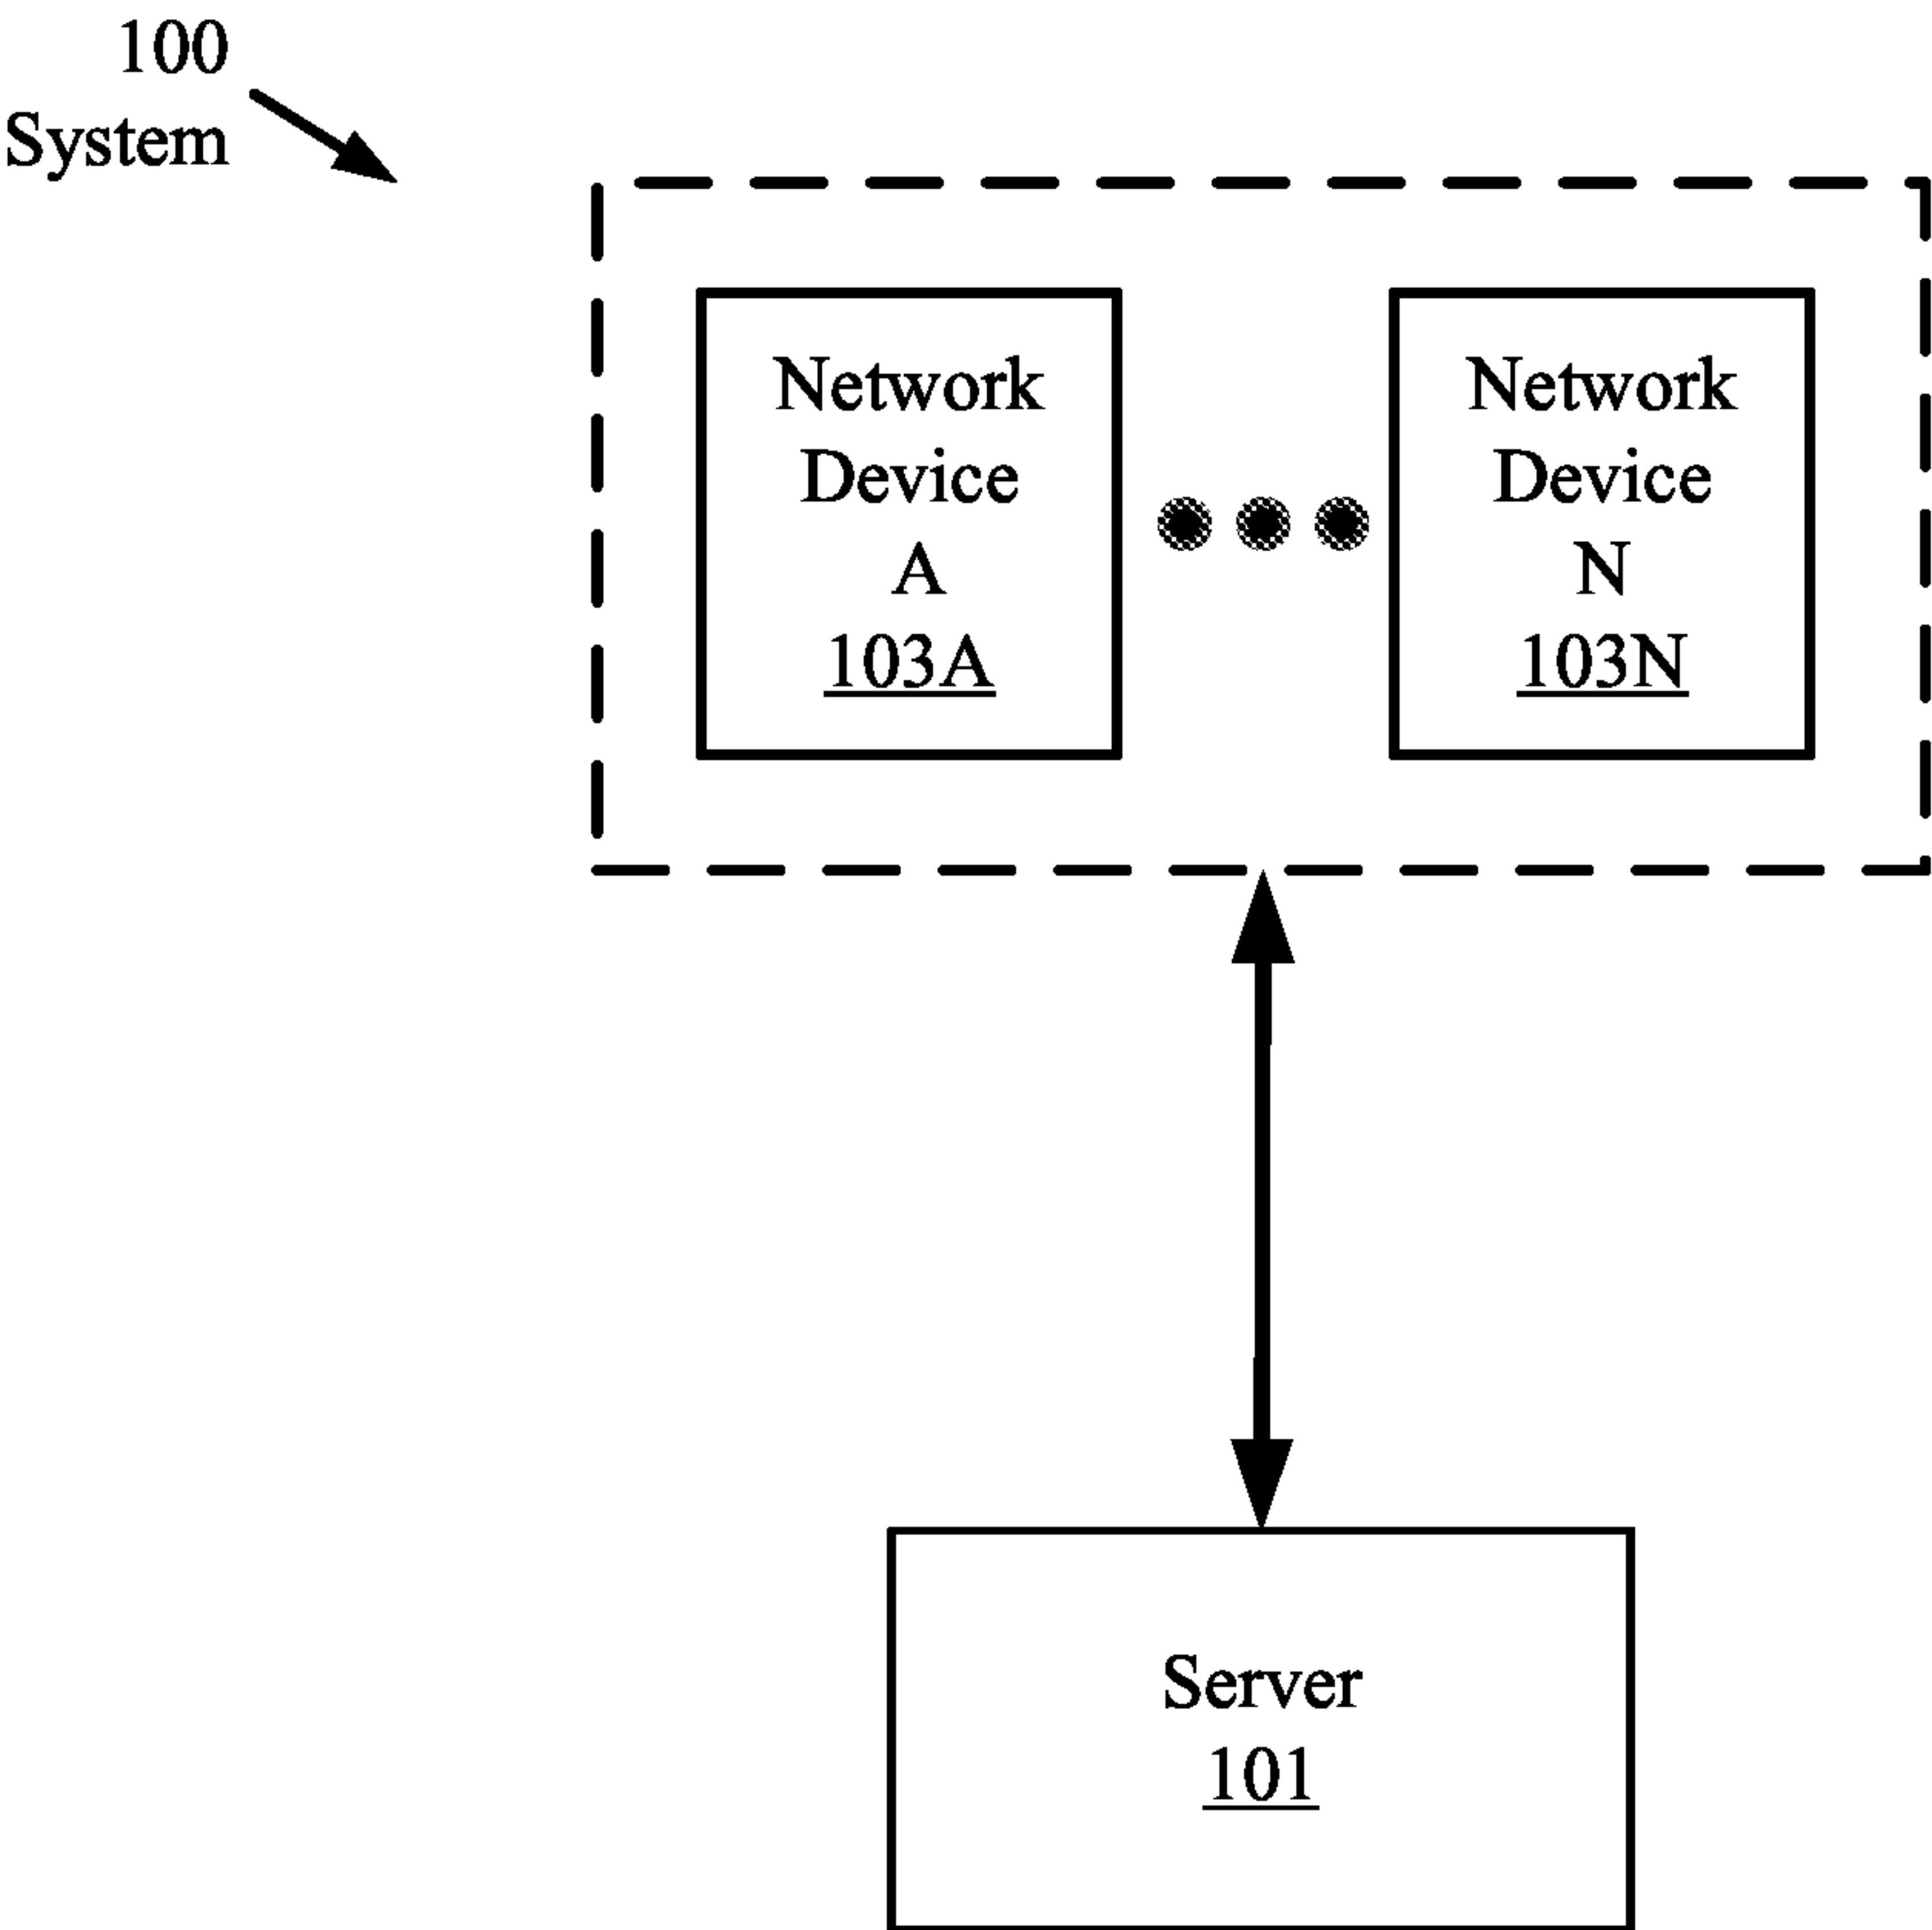 100
System
Network
Device
A
103A
Network
Device
N
103N
Server
101